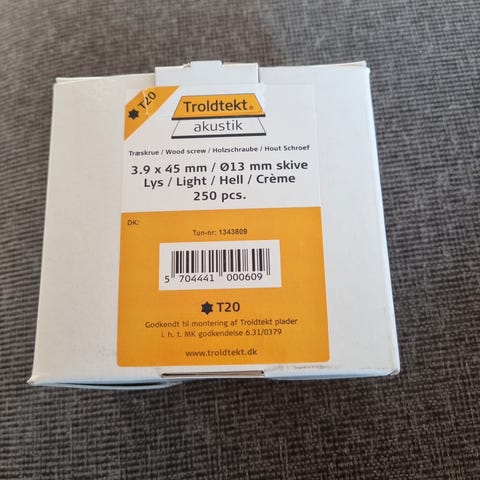 T20
Troldtekt®
akustik
Træskrue / Wood screw / Holzschraube / Hout Schroef
3.9 x 45 mm / Ø13 mm skive
Lys / Light / Hell / Crème
250 pcs.
DK:
Tun-nr: 1343809
5 704441 000609
T20
Godkendt til montering af Troldtekt plader
i. h. t. MK godkendelse 6.31/0379
www.troldtekt.dk